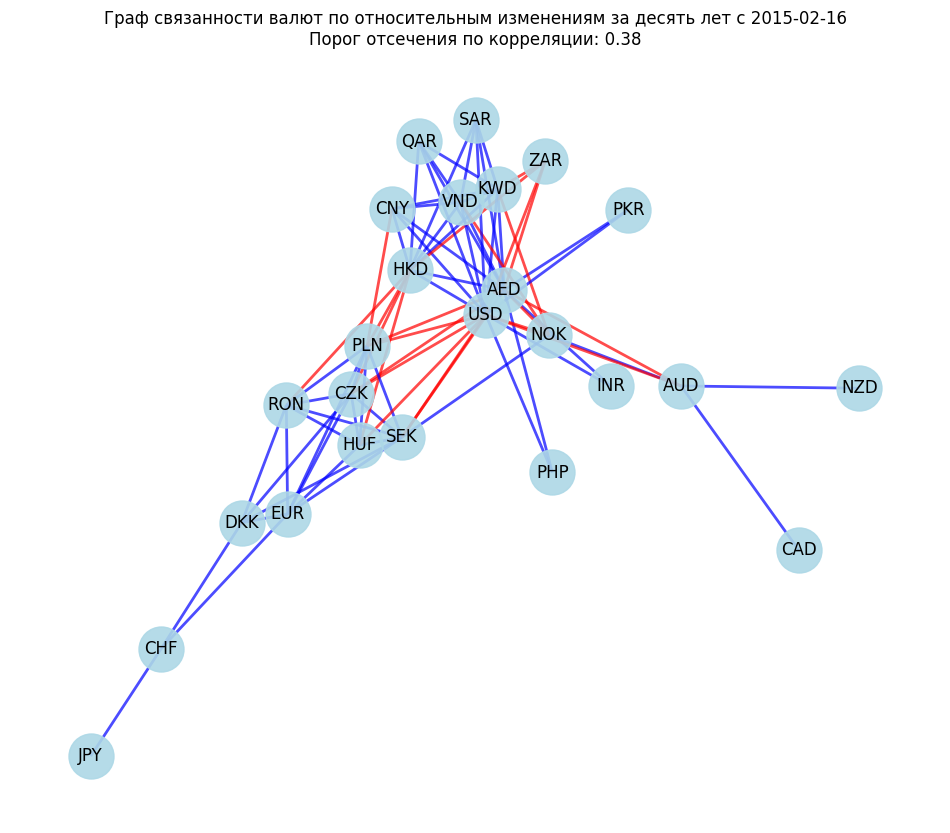 Граф связанности валют по относительным изменениям за десять лет с 2015-02-16
Порог отсечения по корреляции: 0.38
SAR
QAR
ZAR
KWD
VND
CNY
PKR
HKD
AED
USD
NOK
PLN
INR
AUD
NZD
CZK
RON
SEK
HUF
PHP
EUR
DKK
CAD
CHF
JPY